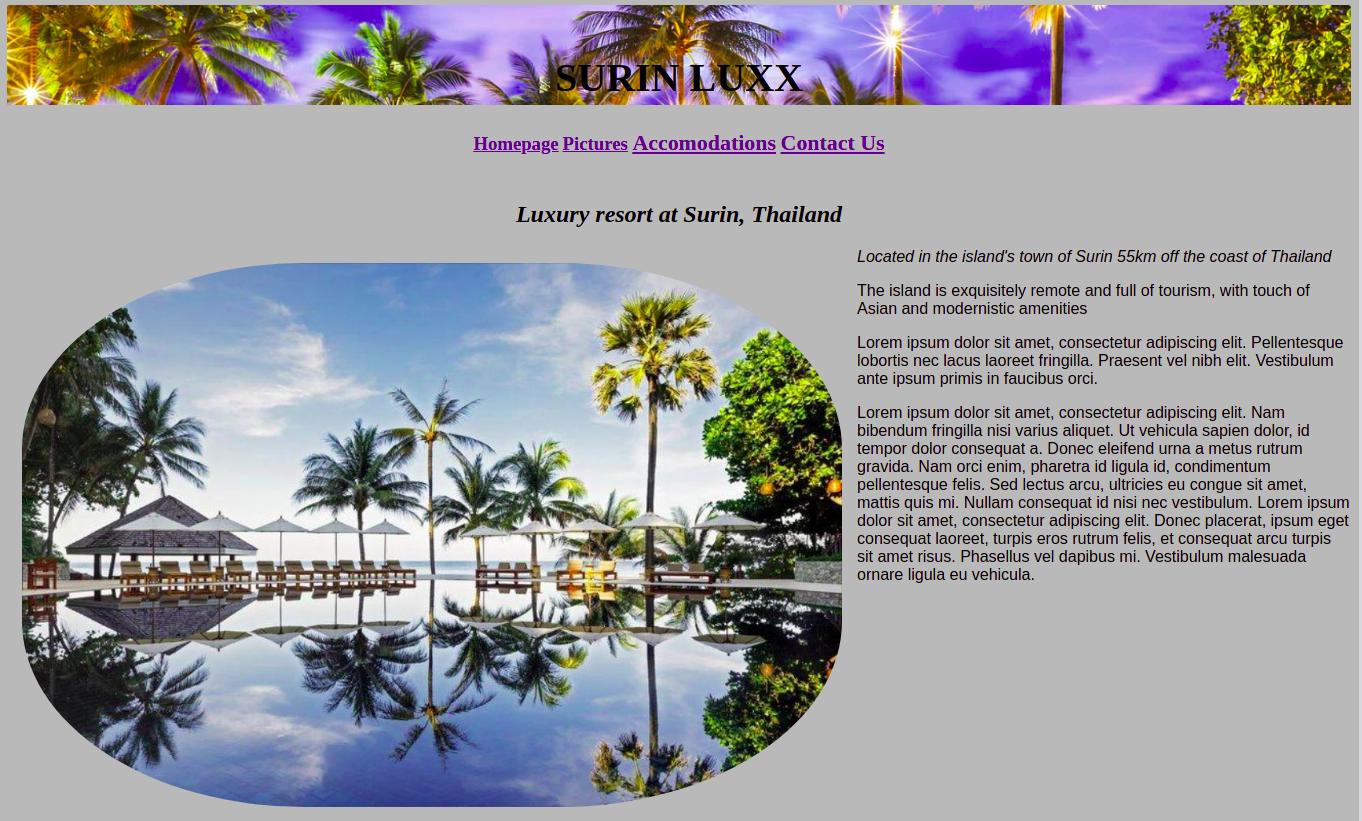 SURIN LUXX
Homepage Pictures Accomodations Contact Us
Luxury resort at Surin, Thailand
Located in the island's town of Surin 55km off the coast of Thailand
The island is exquisitely remote and full of tourism, with touch of
Asian and modernistic amenities
Lorem ipsum dolor sit amet, consectetur adipiscing elit. Pellentesque
lobortis nec lacus laoreet fringilla. Praesent vel nibh elit. Vestibulum
ante ipsum primis in faucibus orci.
Lorem ipsum dolor sit amet, consectetur adipiscing elit. Nam
bibendum fringilla nisi varius aliquet. Ut vehicula sapien dolor, id
tempor dolor consequat a. Donec eleifend urna a metus rutrum
gravida. Nam orci enim, pharetra id ligula id, condimentum
pellentesque felis. Sed lectus arcu, ultricies eu congue sit amet,
mattis quis mi. Nullam consequat id nisi nec vestibulum. Lorem ipsum
dolor sit amet, consectetur adipiscing elit. Donec placerat, ipsum eget
consequat laoreet, turpis eros rutrum felis, et consequat arcu turpis
sit amet risus. Phasellus vel dapibus mi. Vestibulum malesuada
ornare ligula eu vehicula.